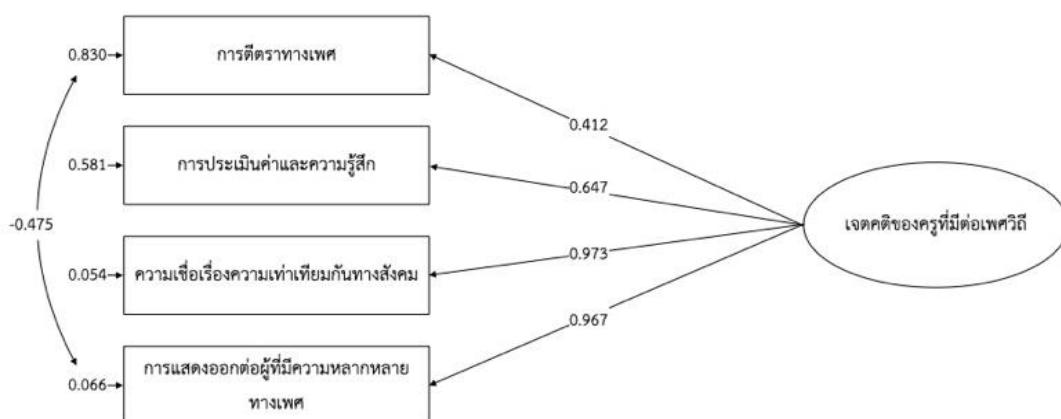 0.830
การตีตราทางเพศ
0.412
0.581
การประเมินค่าและความรู้สึก
0.647
-0.475
เจตคติของครูที่มีต่อเพศวิถี
0.054
ความเชื่อเรื่องความเท่าเทียมกันทางสังคม
0.973
0.967
0.066
การแสดงออกต่อผู้ที่มีความหลากหลาย
ทางเพศ